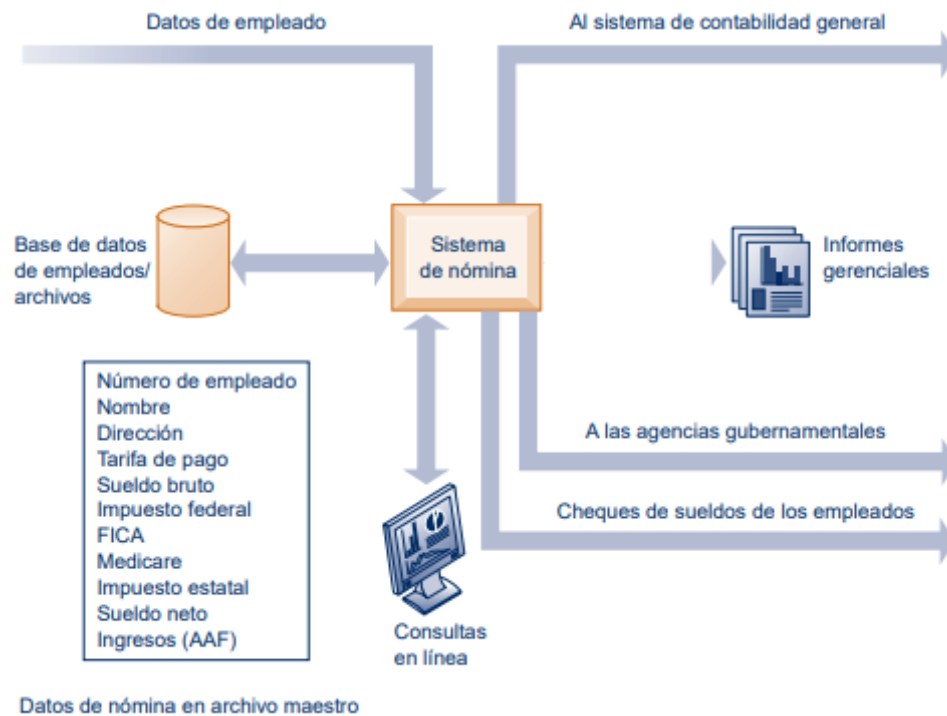 Datos de empleado
Al sistema de contabilidad general
Base de datos
de empleados/
archivos
Sistema
de nómina
Informes
gerenciales
Número de empleado
Nombre
Dirección
Tarifa de pago
Sueldo bruto
Impuesto federal
FICA
Medicare
Impuesto estatal
Sueldo neto
Ingresos (AAF)
A las agencias gubernamentales
Cheques de sueldos de los empleados
Consultas
en línea
Datos de nómina en archivo maestro